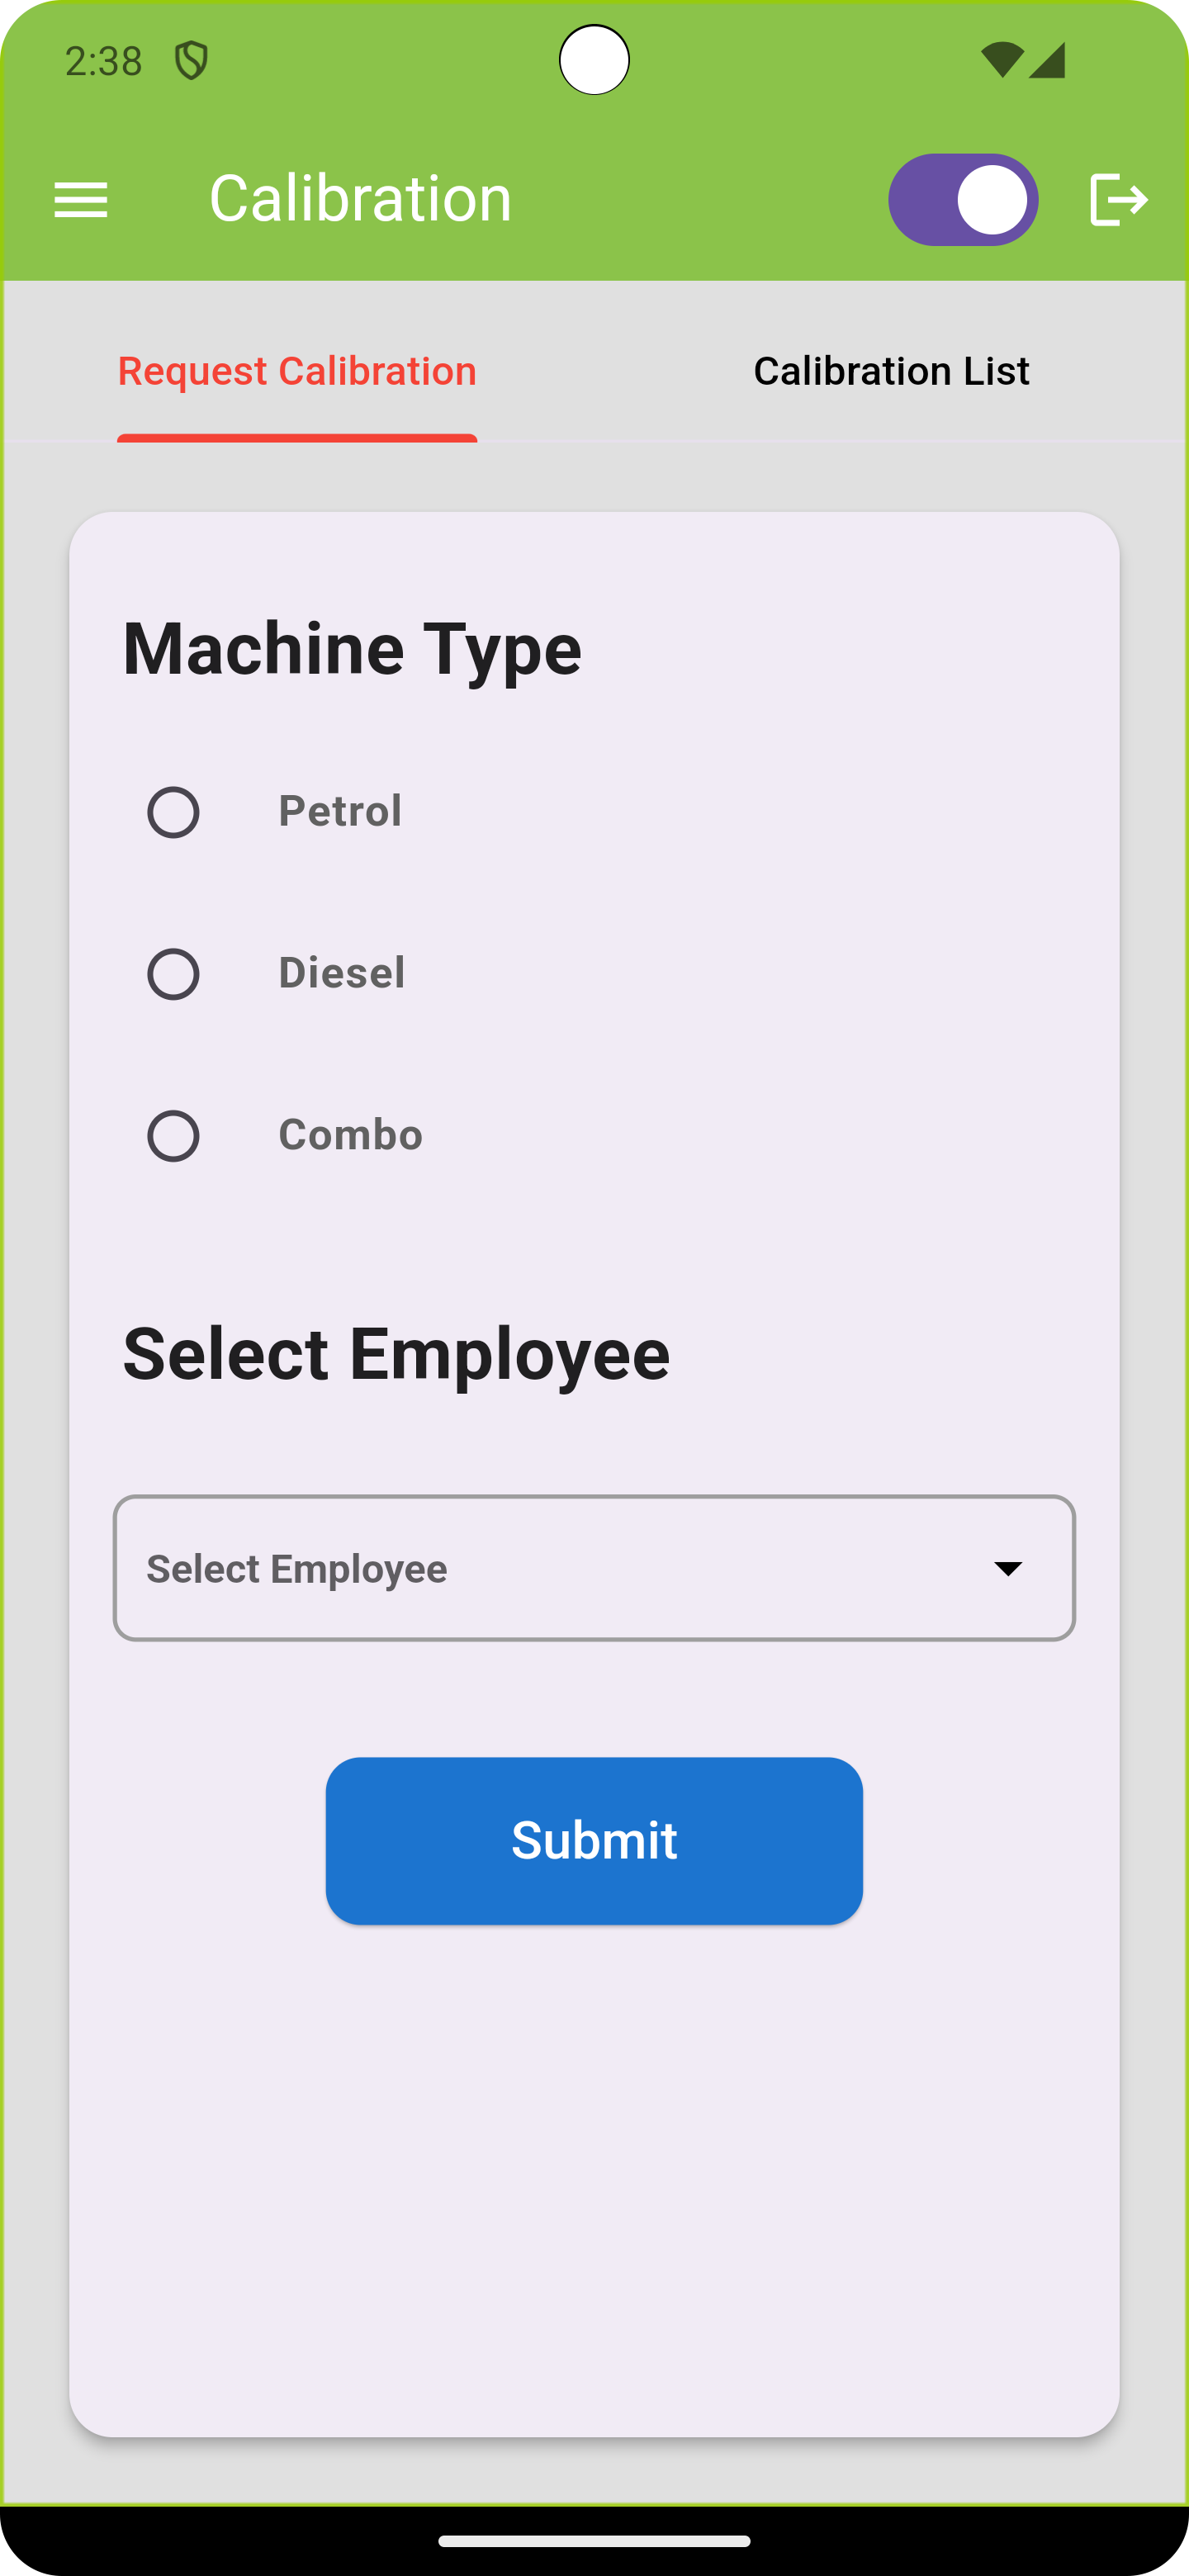 2:38
Calibration
Request Calibration
Calibration List
Machine Type
Petrol
Diesel
Combo
Select Employee
Select Employee
Submit